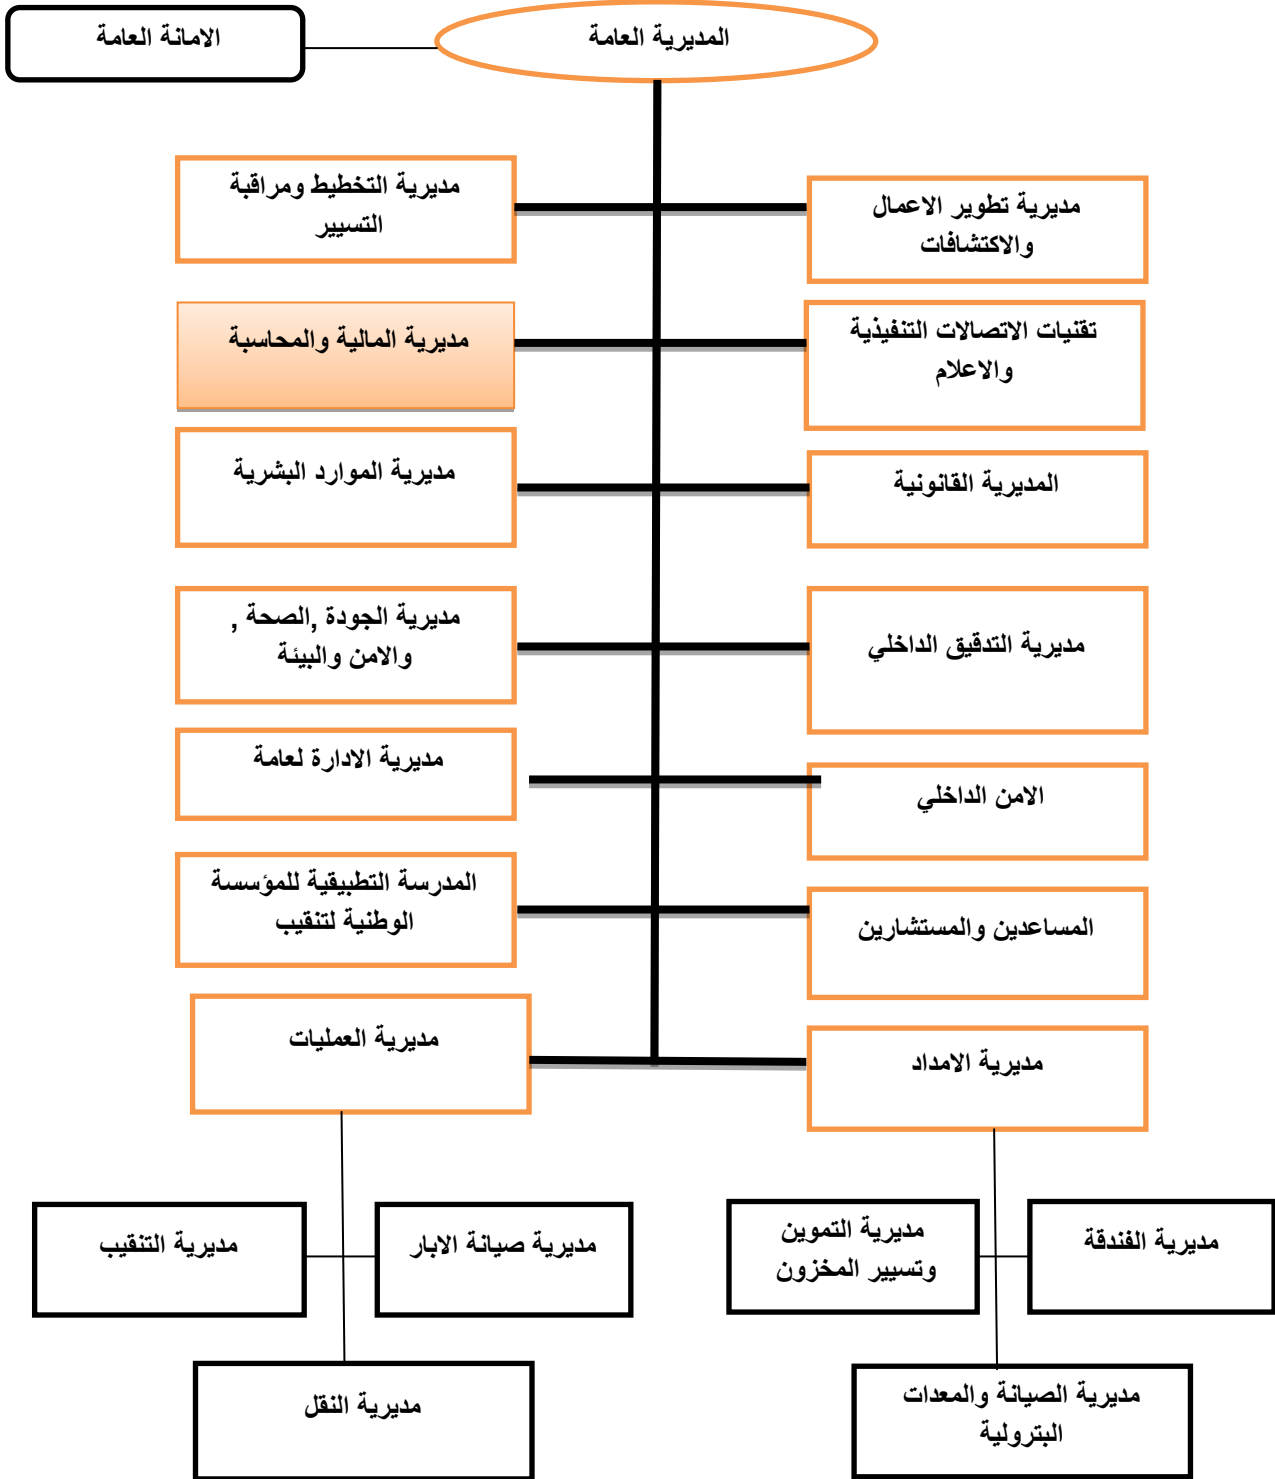 المديرية العامة
الامانة العامة
مديرية تطوير الاعمال
والاكتشافات
مديرية التخطيط ومراقبة
التسيير
تقنيات الاتصالات التنفيذية
والاعلام
مديرية المالية والمحاسبة
المديرية القانونية
مديرية الموارد البشرية
مديرية التدقيق الداخلي
مديرية الجودة ,الصحة ,
والامن والبيئة
الامن الداخلي
مديرية الادارة لعامة
المساعدين والمستشارين
المدرسة التطبيقية للمؤسسة
الوطنية لتنقيب
مديرية الامداد
مديرية العمليات
مديرية الفندقة
مديرية التموين
وتسيير المخزون
مديرية صيانة الابار
مديرية التنقيب
مديرية الصيانة والمعدات
البترولية
مديرية النقل